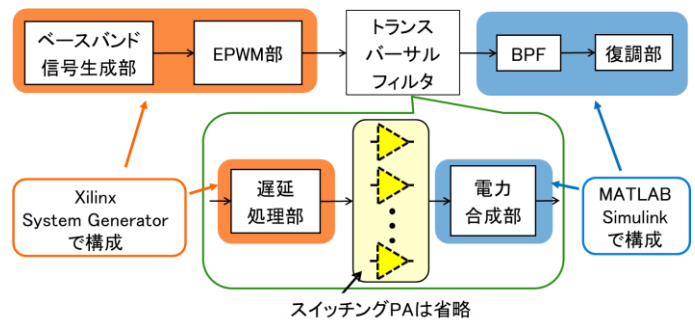 ベースバンド
信号生成部
EPWM部
トランス
バーサル
フィルタ
BPF
復調部
Xilinx
System Generator
で構成
遅延
処理部
電力
合成部
MATLAB
Simulink
で構成
スイッチングPAは省略